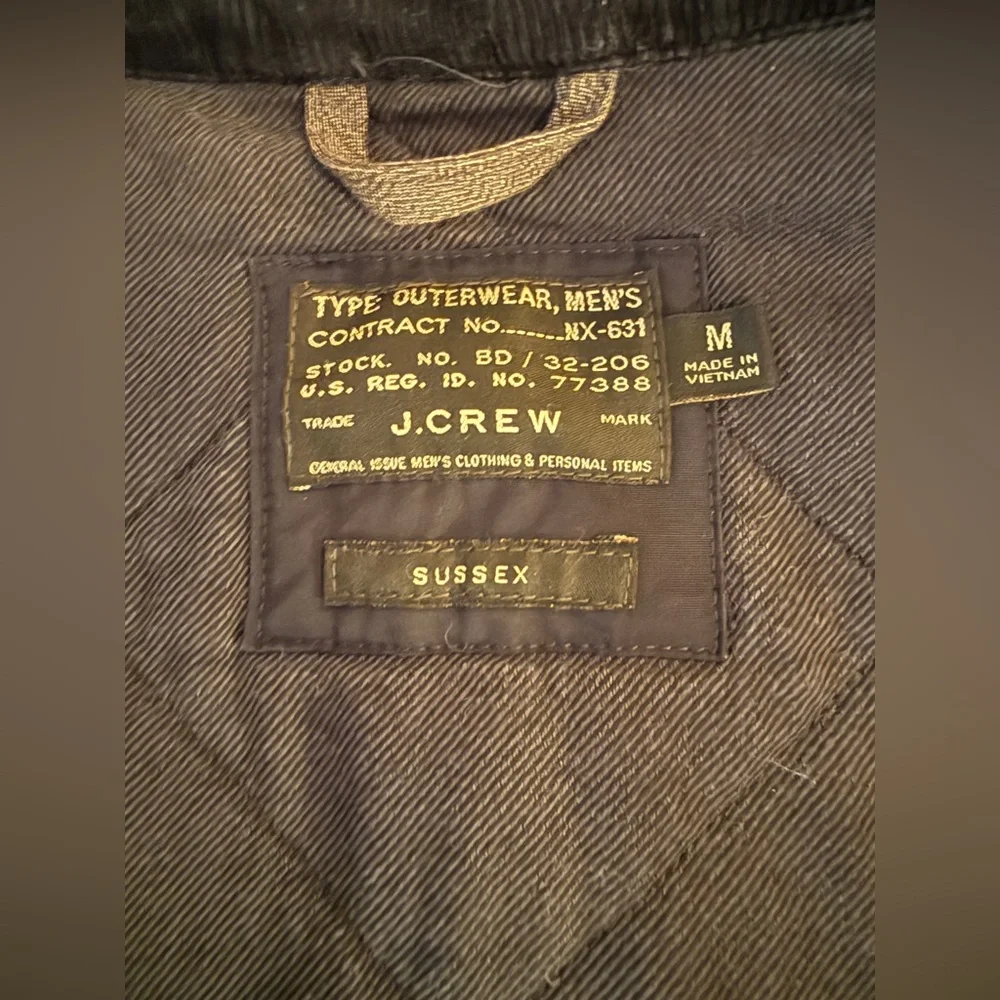 TYPE OUTERWEAR, MEN'S
CONTRACT NO.......NX-631
STOCK. NO. BD / 32-206
U.S. REG. ID. NO. 77388
TRADE J.CREW MARK
GENERAL ISSUE MEN'S CLOTHING & PERSONAL ITEMS
M
MADE IN
VIETNAM
SUSSEX